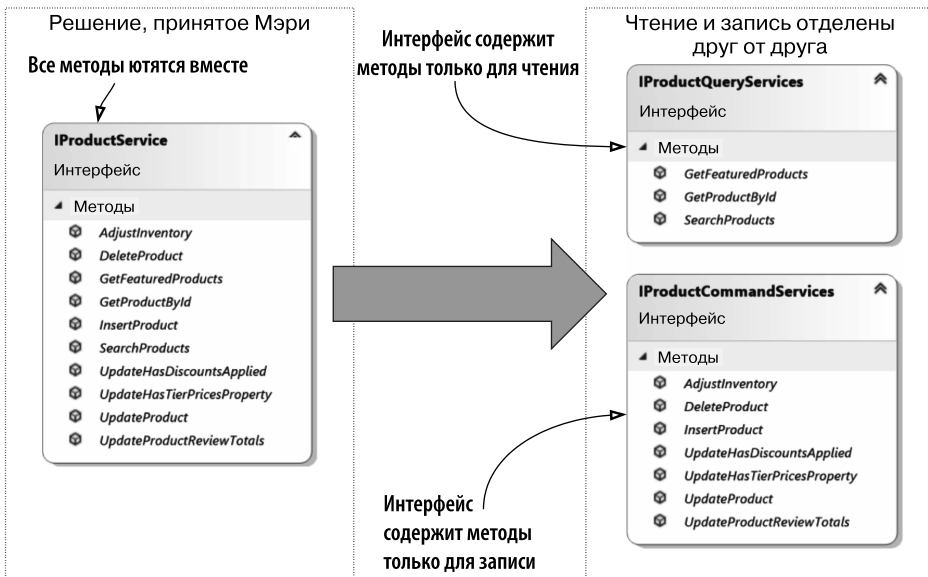 Решение, принятое Мэри
Все методы ютятся вместе
IProductService
Интерфейс
Методы
AdjustInventory
DeleteProduct
GetFeaturedProducts
GetProductById
InsertProduct
SearchProducts
UpdateHasDiscountsApplied
UpdateHasTierPricesProperty
UpdateProduct
UpdateProductReviewTotals
Интерфейс содержит
методы только для чтения
Интерфейс
содержит методы
только для записи
Чтение и запись отделены
друг от друга
IProductQueryServices
Интерфейс
Методы
GetFeaturedProducts
GetProductById
SearchProducts
IProductCommandServices
Интерфейс
Методы
AdjustInventory
DeleteProduct
InsertProduct
UpdateHasDiscountsApplied
UpdateHasTierPricesProperty
UpdateProduct
UpdateProductReviewTotals